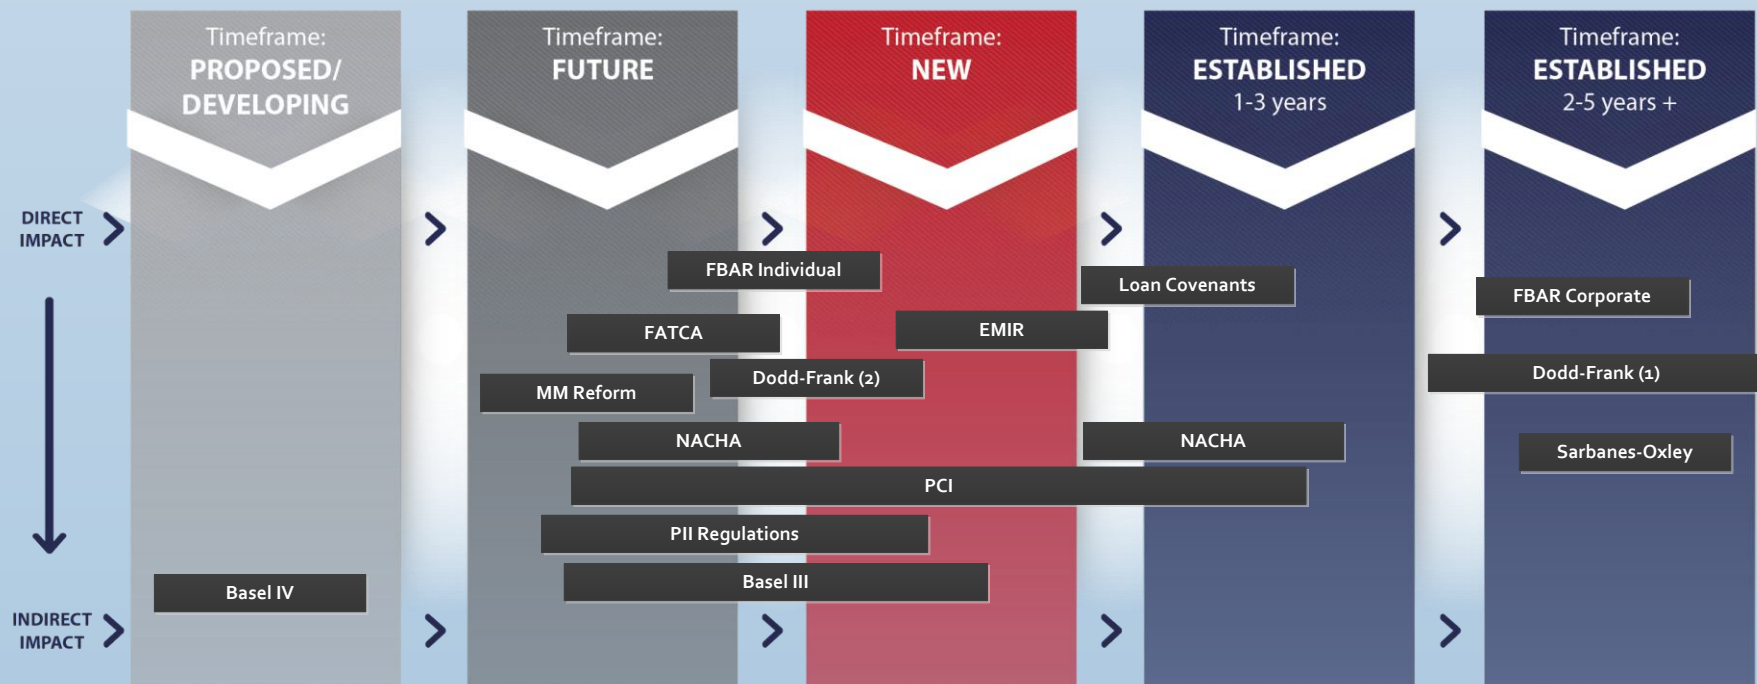 Timeframe:
PROPOSED/
DEVELOPING
Timeframe:
FUTURE
Timeframe:
NEW
Timeframe:
ESTABLISHED
1-3 years
Timeframe:
ESTABLISHED
2-5 years +
DIRECT
IMPACT
FBAR Individual
Loan Covenants
FBAR Corporate
FATCA
EMIR
Dodd-Frank (2)
Dodd-Frank (1)
MM Reform
NACHA
NACHA
Sarbanes-Oxley
PCI
PII Regulations
Basel III
Basel IV
INDIRECT
IMPACT